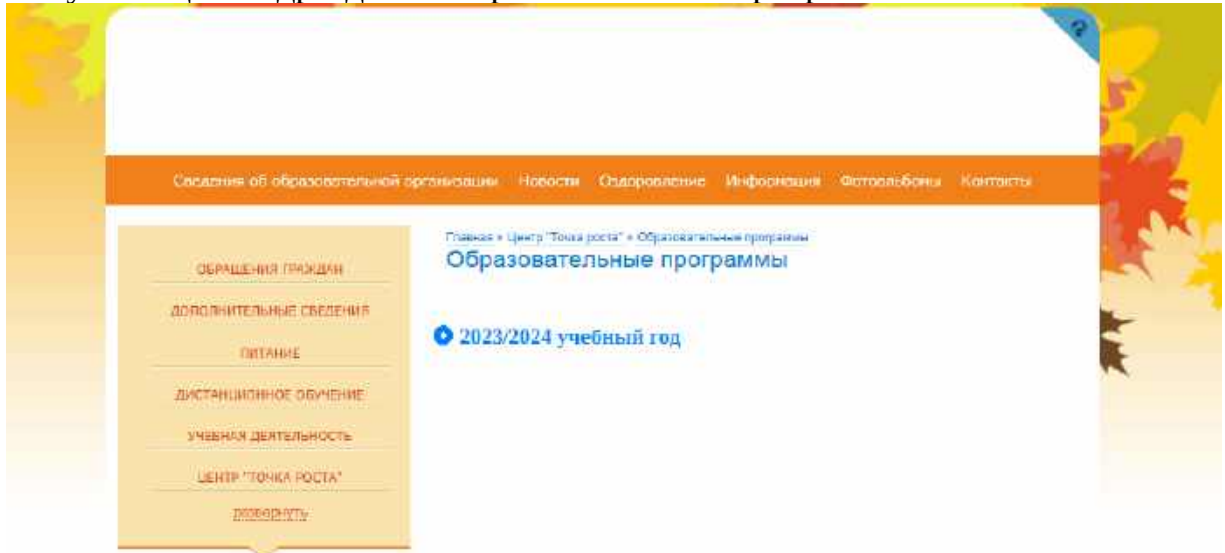 Сведения об образовательной организации Новости Оздоровление Информация Фотоальбомы Контакты
Главная » Центр "Точка роста" » Образовательные программы
Образовательные программы
2023/2024 учебный год
ОБРАЩЕНИЯ ГРАЖДАН
ДОПОЛНИТЕЛЬНЫЕ СВЕДЕНИЯ
ПИТАНИЕ
ДИСТАНЦИОННОЕ ОБУЧЕНИЕ
УЧЕБНАЯ ДЕЯТЕЛЬНОСТЬ
ЦЕНТР "ТОЧКА РОСТА"
развернуть